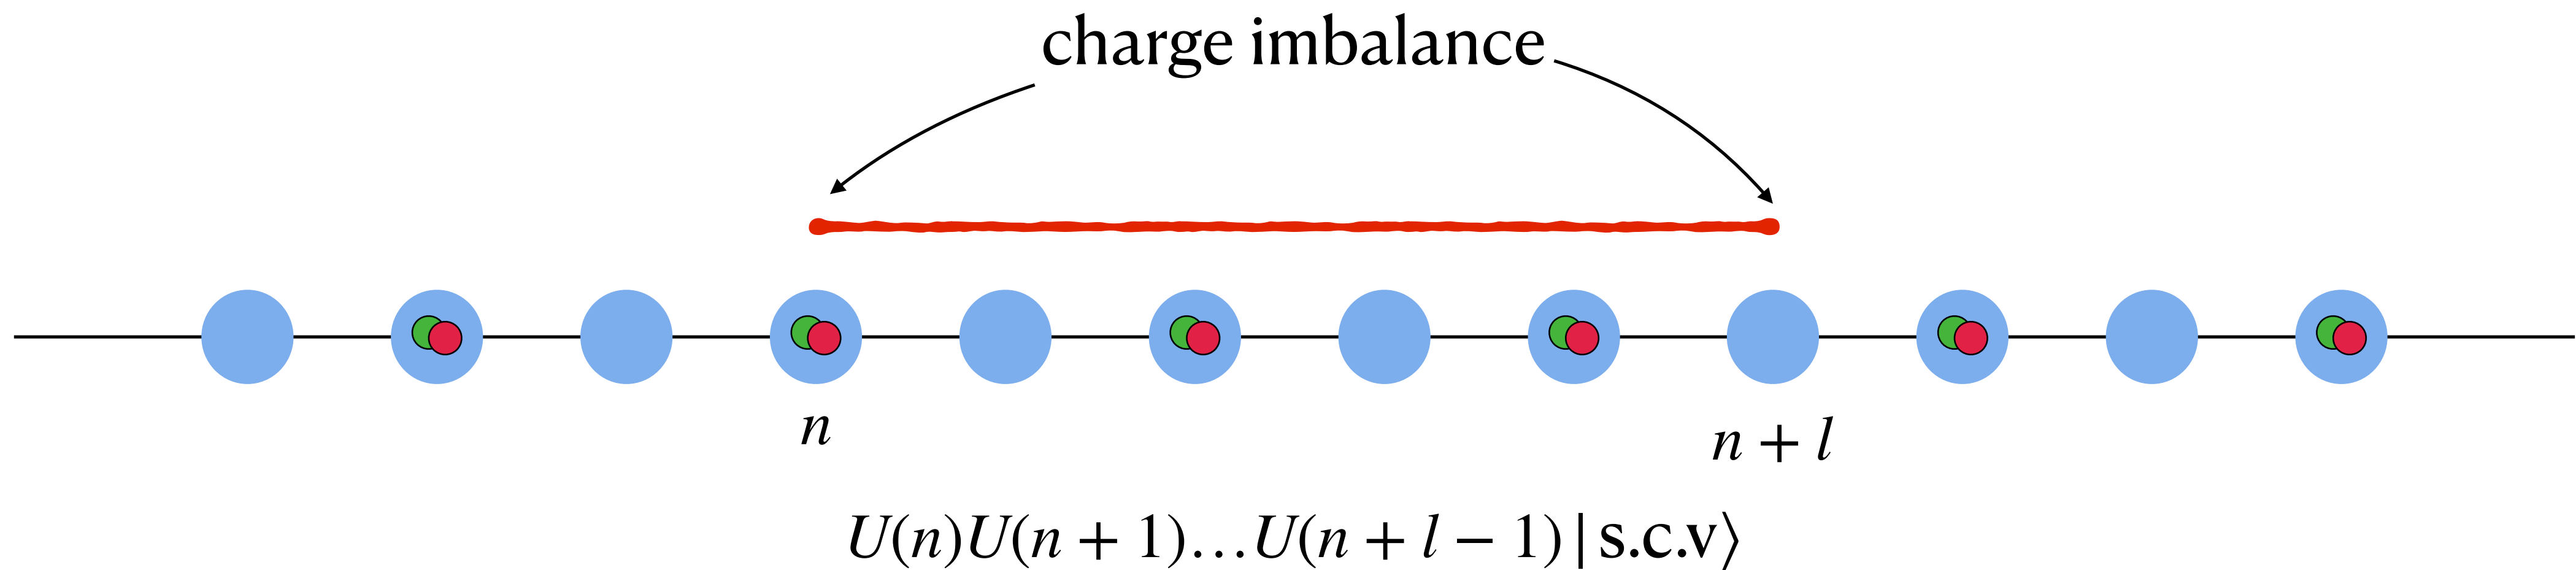 charge imbalance
n
n + l
U(n)U(n + 1)…U(n + l − 1) | s.c.v⟩